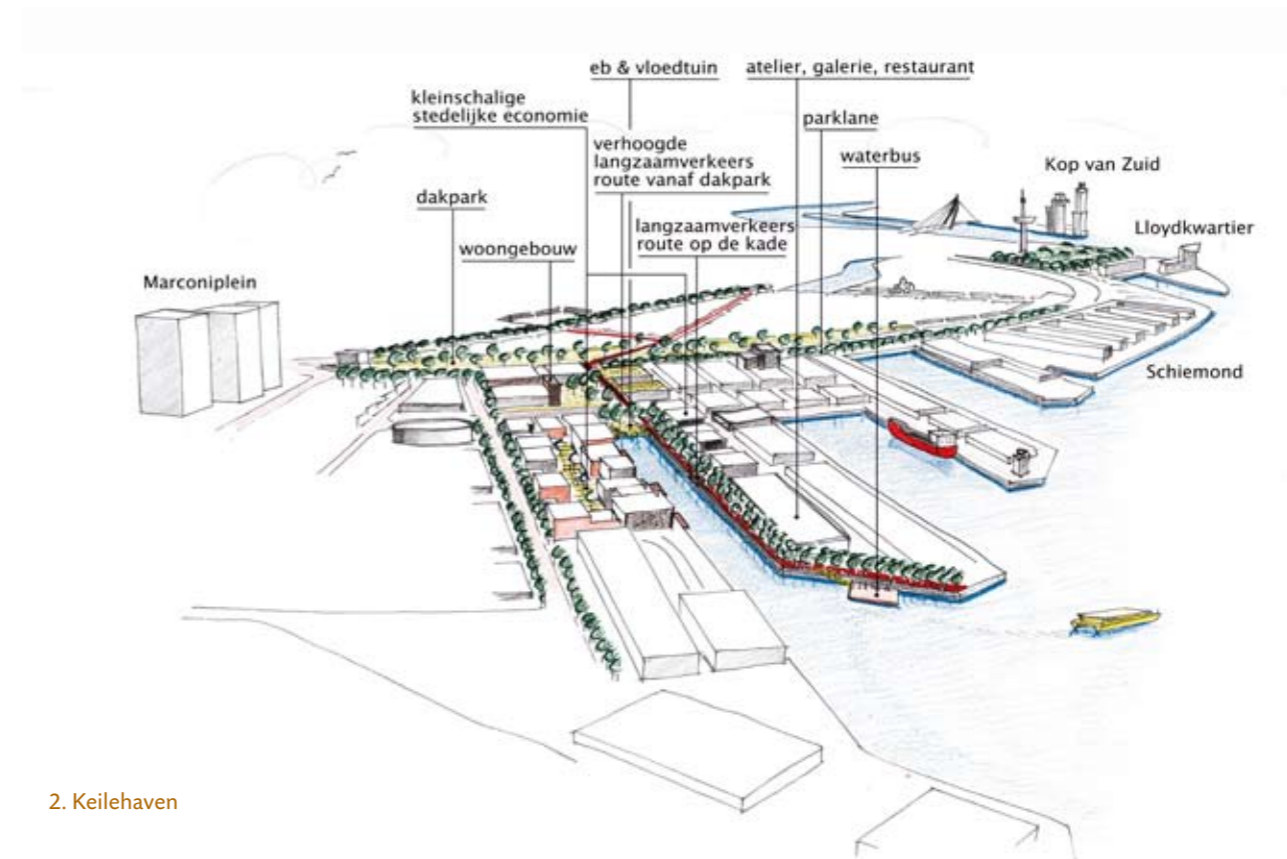 eb & vloedtuin
atelier, galerie, restaurant
kleinschalige
stedelijke economie
parklane
verhoogde
langzaamverkeers
route vanaf dakpark
waterbus
Kop van Zuid
dakpark
langzaamverkeers
route op de kade
Lloydkwartier
woongebouw
Marconiplein
Schiemond
2. Keilehaven